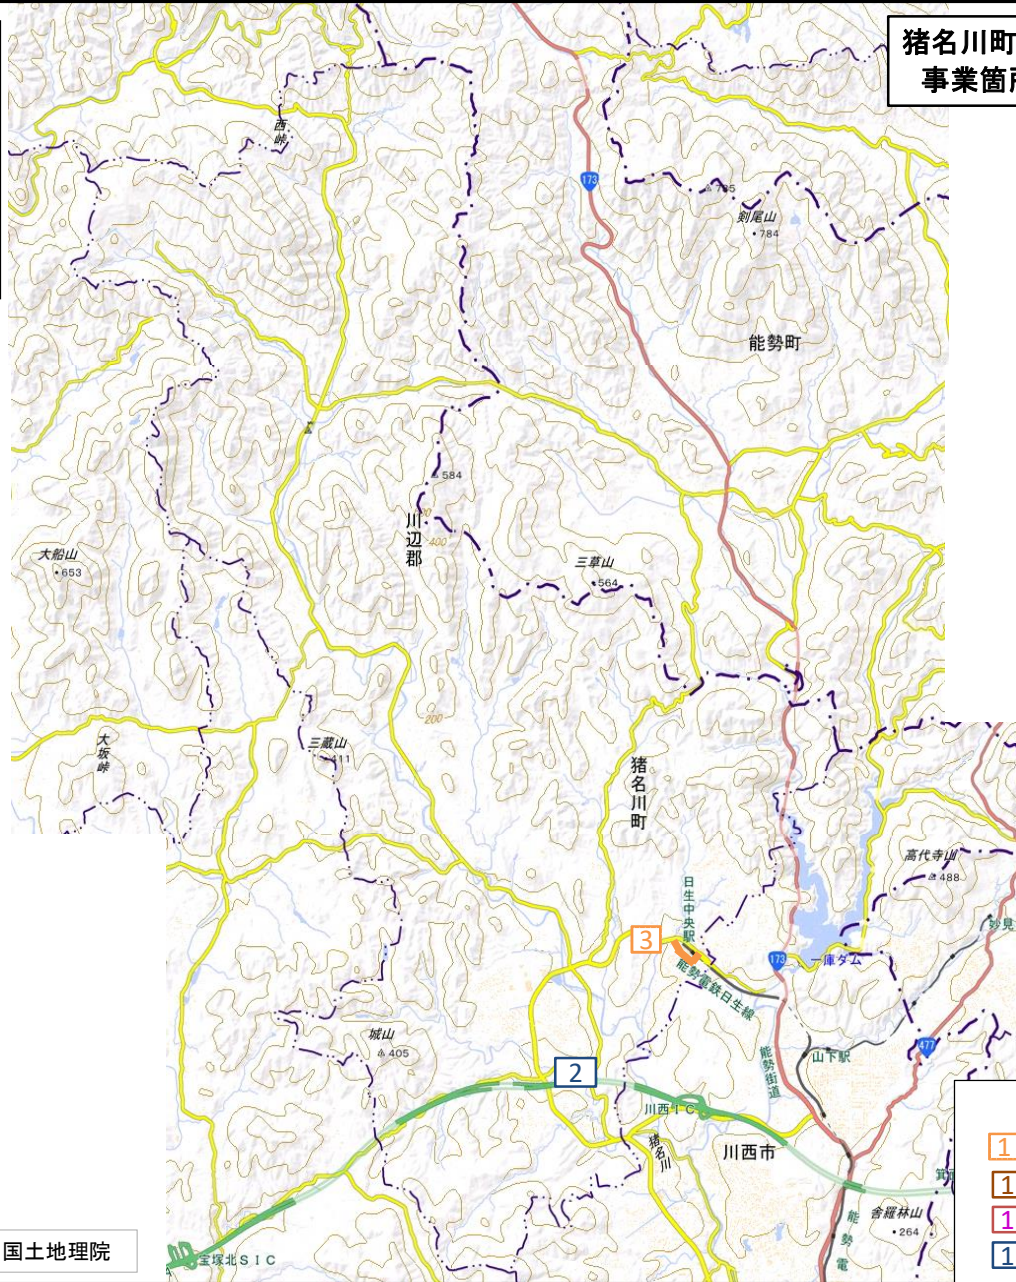 猪名川町
事業箇所
西峠
173
785
剣尾山
784
能勢町
584
川辺郡
400
大船山
653
三草山
564
200
大坂峠
三蔵山
411
猪名川町
高代寺山
488
日生中央駅
妙見
3
173
一庫ダム
能勢電鉄日生線
城山
405
477
山下駅
能勢街道
2
川西IC
猪名川
川西市
1
箕面
1
舎羅林山
264
1
能勢電
国土地理院
宝塚北SIC
1